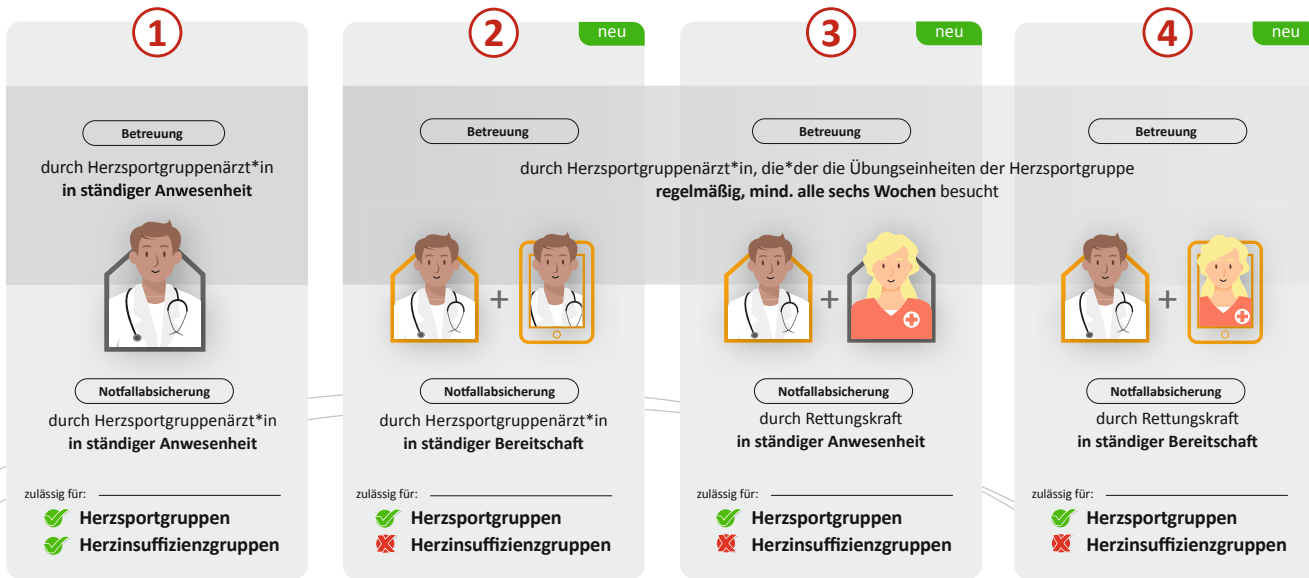 1
Betreuung
durch Herzsportgruppenärzt*in
in ständiger Anwesenheit
Notfallabsicherung
durch Herzsportgruppenärzt*in
in ständiger Anwesenheit
zulässig für:
Herzsportgruppen
Herzinsuffizienzgruppen
2
neu
3
neu
4
neu
Betreuung
Betreuung
Betreuung
durch Herzsportgruppenärzt*in, die*der die Übungseinheiten der Herzsportgruppe
regelmäßig, mind. alle sechs Wochen besucht
+
Notfallabsicherung
durch Herzsportgruppenärzt*in
in ständiger Bereitschaft
zulässig für:
Herzsportgruppen
Herzinsuffizienzgruppen
+
Notfallabsicherung
durch Rettungskraft
in ständiger Anwesenheit
zulässig für:
Herzsportgruppen
Herzinsuffizienzgruppen
+
Notfallabsicherung
durch Rettungskraft
in ständiger Bereitschaft
zulässig für:
Herzsportgruppen
Herzinsuffizienzgruppen